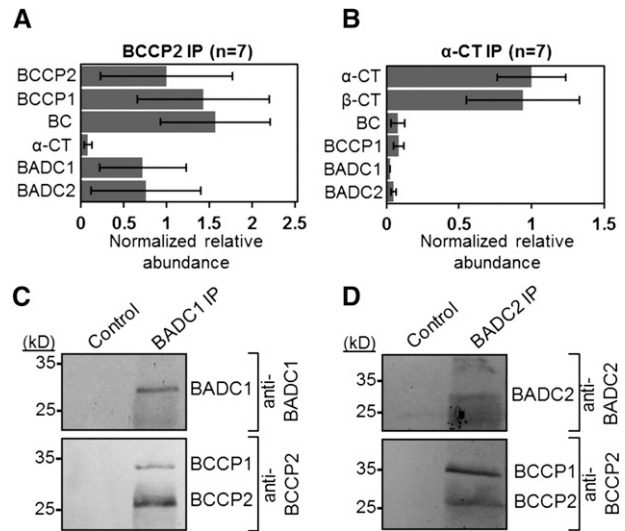 A
BCCP2 IP (n=7)
BCCP2
BCCP1
BC
α-CT
BADC1
BADC2
0 0.5 1 1.5 2 2.5
Normalized relative
abundance
B
α-CT IP (n=7)
α-CT
β-CT
BC
BCCP1
BADC1
BADC2
0 0.5 1 1.5
Normalized relative
abundance
C
(kD)
Control
BADC1 IP
35
25
BADC1
anti-
BADC1
35
25
BCCP1
BCCP2
anti-
BCCP2
D
(kD)
Control
BADC2 IP
35
25
BADC2
anti-
BADC2
35
25
BCCP1
BCCP2
anti-
BCCP2